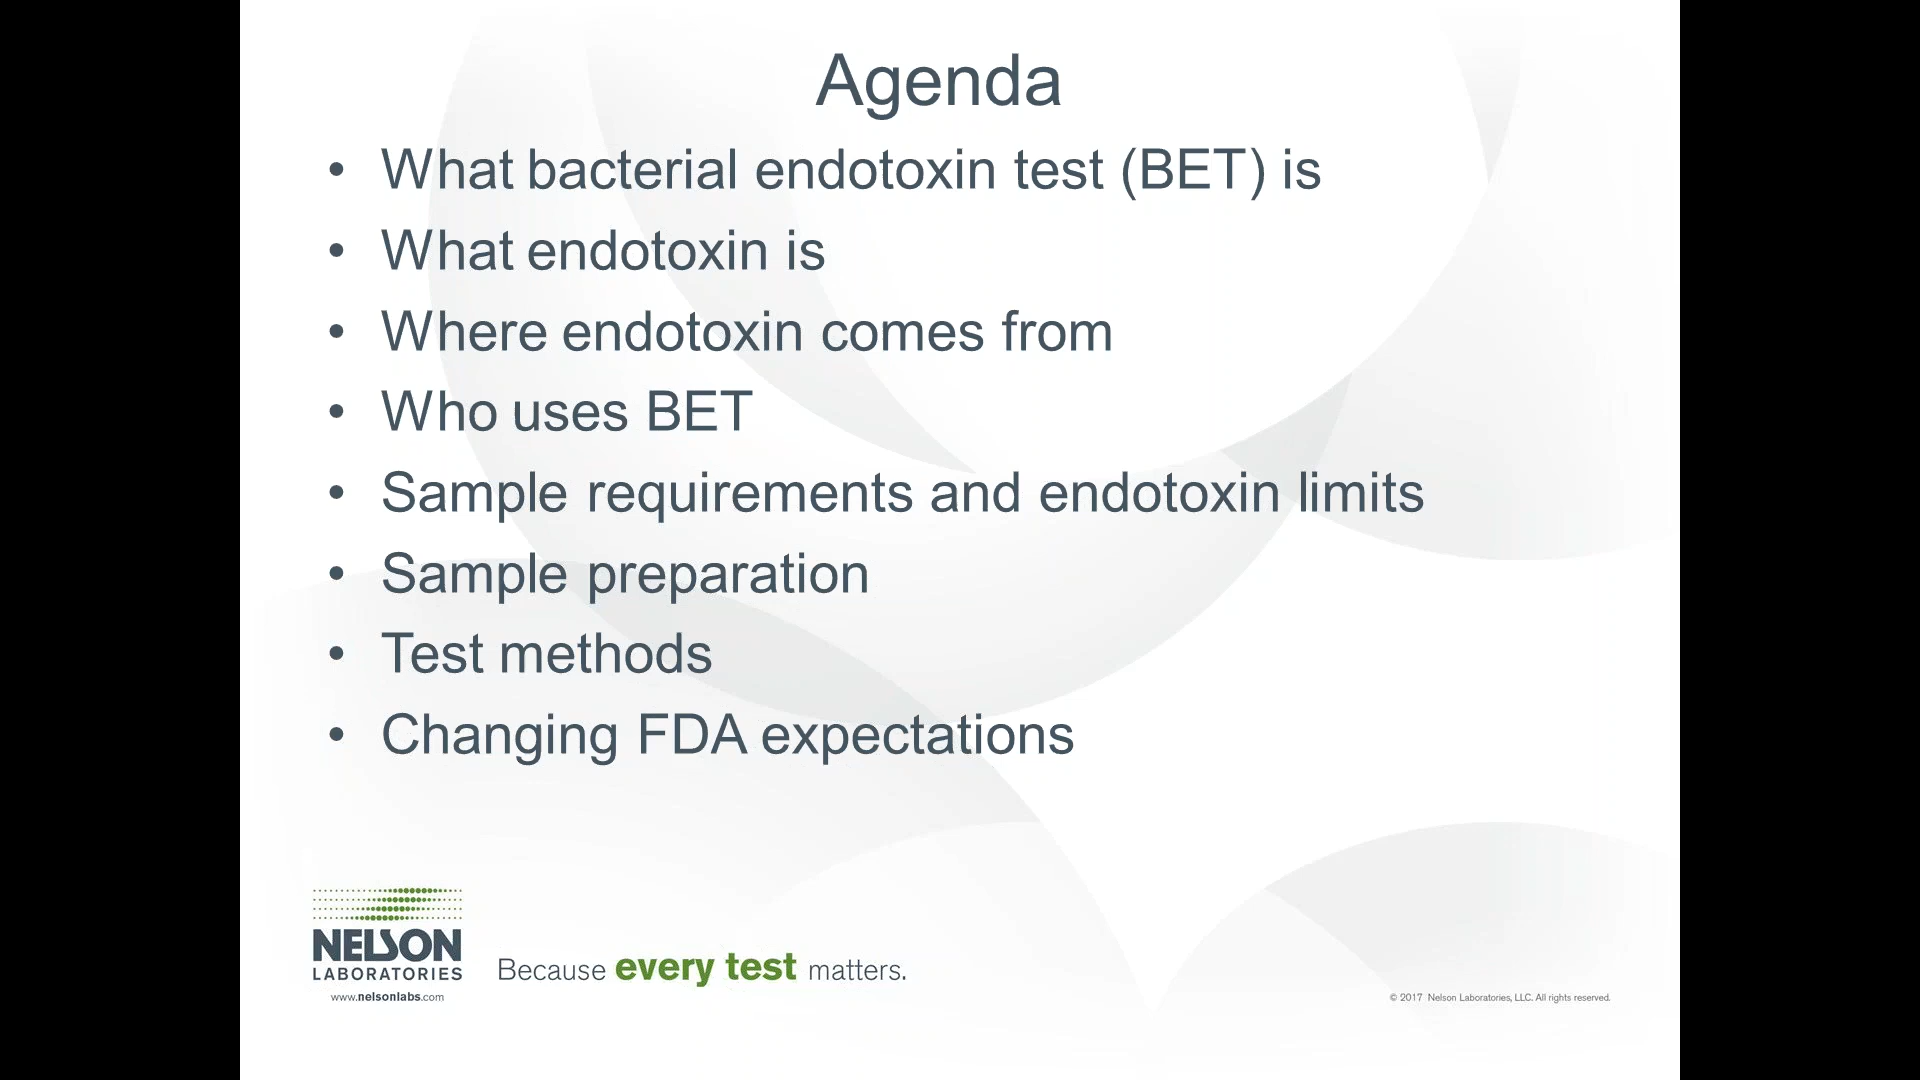 Agenda
• What bacterial endotoxin test (BET) is
• What endotoxin is
• Where endotoxin comes from
• Who uses BET
• Sample requirements and endotoxin limits
• Sample preparation
• Test methods
• Changing FDA expectations
NELSON
LABORATORIES
www.nelsonlabs.com
Because every test matters.
© 2017 Nelson Laboratories, LLC. All rights reserved.